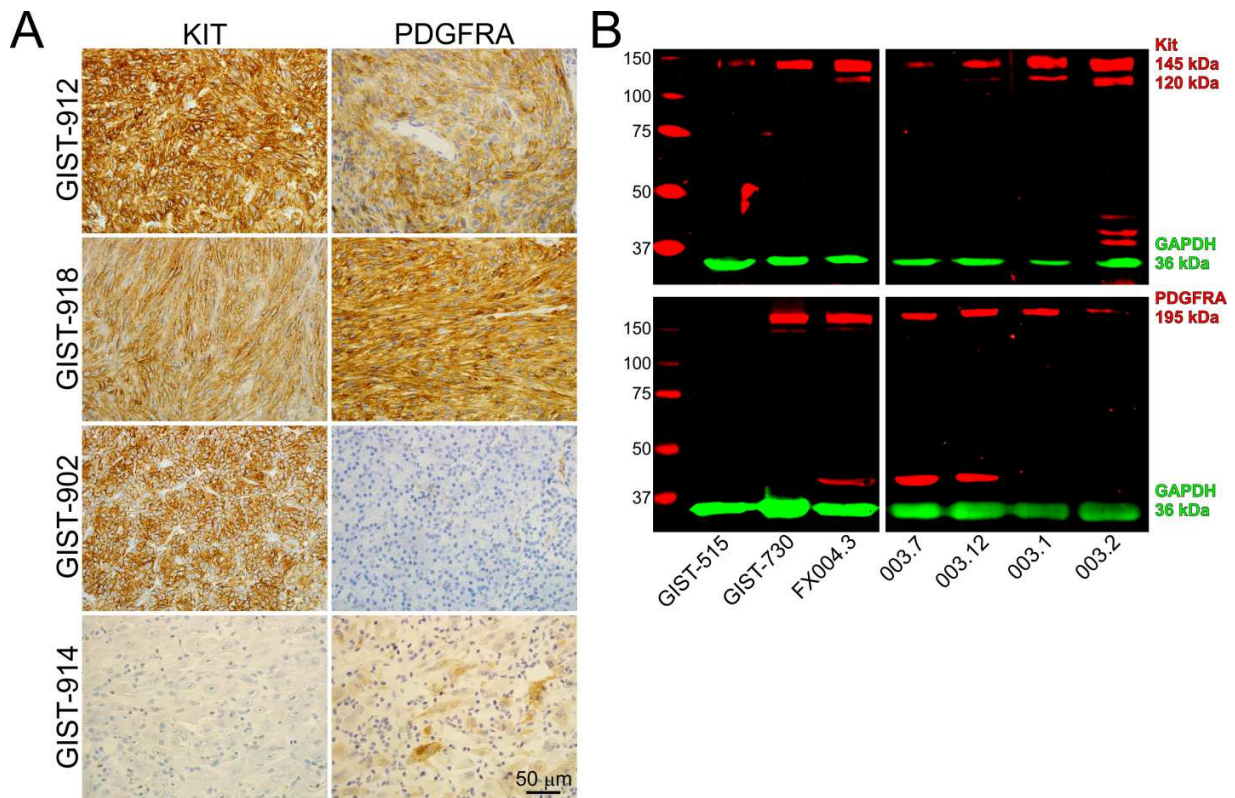 A
KIT PDGFRA
GIST-912
GIST-918
GIST-902
GIST-914
50 μm
B
150
100
75
50
37
Kit
145 kDa
120 kDa
GAPDH
36 kDa
150
100
75
50
37
PDGFRA
195 kDa
GAPDH
36 kDa
GIST-515 GIST-730 FX004.3 003.7 003.12 003.1 003.2